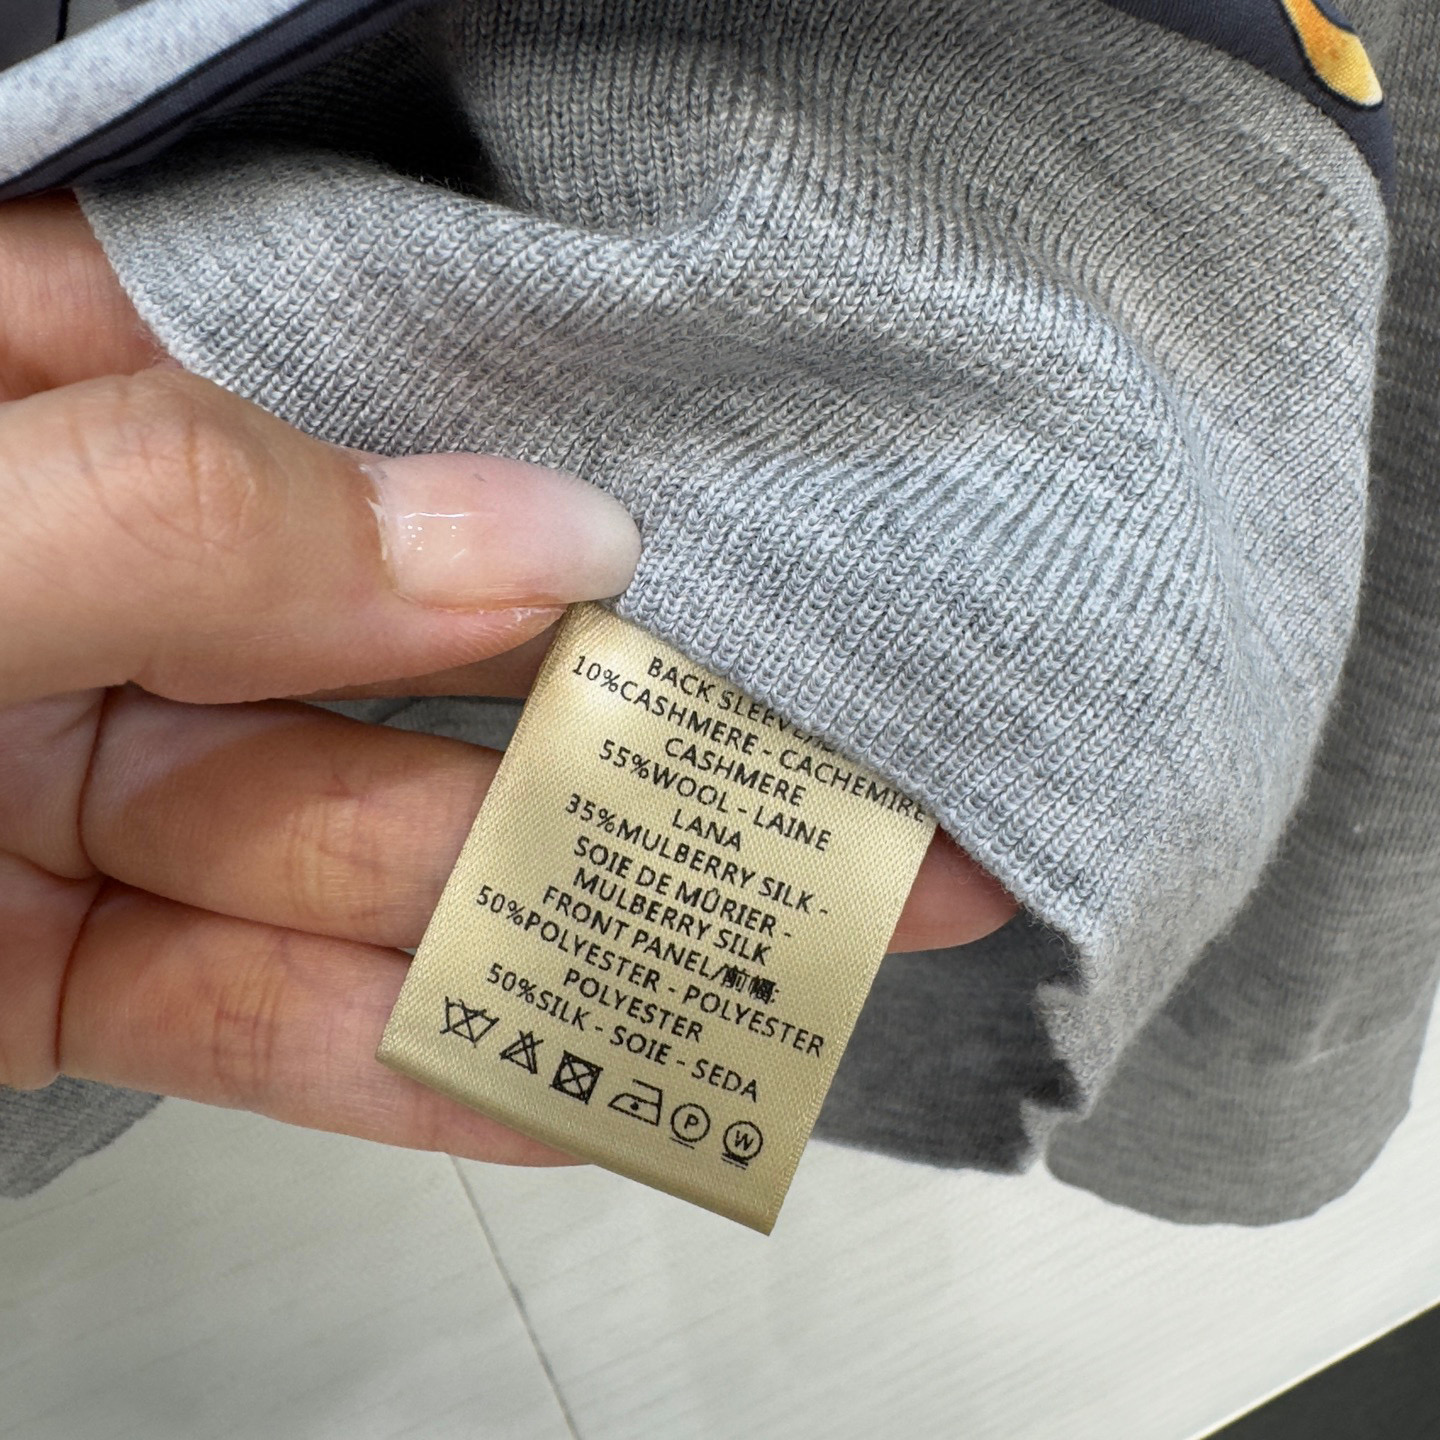 BACK SLEEVE
10%CASHMERE - CACHEMIRE
CASHMERE
55%WOOL - LAINE
LANA
35%MULBERRY SILK -
SOIE DE MÛRIER -
MULBERRY SILK
FRONT PANEL/前幅:
50%POLYESTER - POLYESTER
POLYESTER
50%SILK - SOIE - SEDA
P W